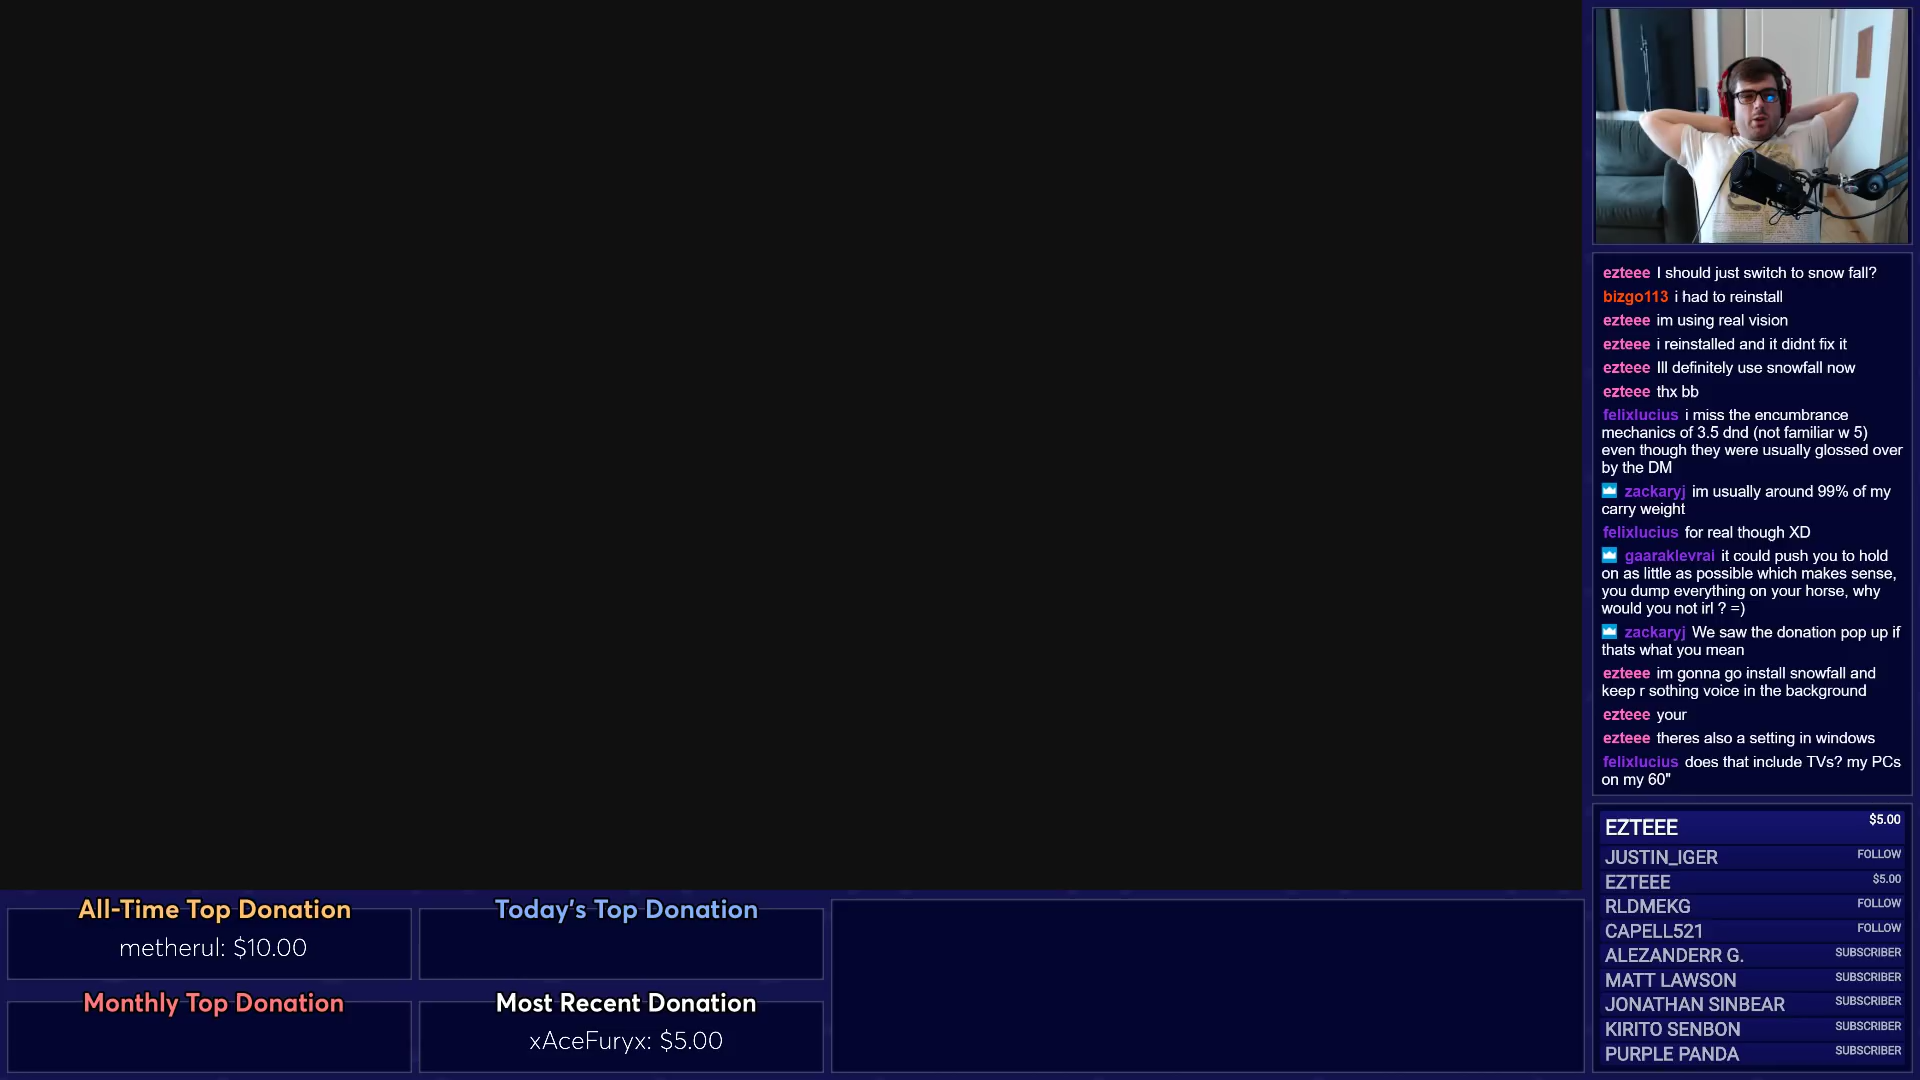 ezteee I should just switch to snow fall?
bizgo113 i had to reinstall
ezteee im using real vision
ezteee i reinstalled and it didnt fix it
ezteee Ill definitely use snowfall now
ezteee thx bb
felixlucius i miss the encumbrance
mechanics of 3.5 dnd (not familiar w 5)
even though they were usually glossed over
by the DM
zackaryj im usually around 99% of my
carry weight
felixlucius for real though XD
gaaraklevrai it could push you to hold
on as little as possible which makes sense,
you dump everything on your horse, why
would you not irl ? =)
zackaryj We saw the donation pop up if
thats what you mean
ezteee im gonna go install snowfall and
keep r sothing voice in the background
ezteee your
ezteee theres also a setting in windows
felixlucius does that include TVs? my PCs
on my 60"
EZTEEE $5.00
JUSTIN_IGER FOLLOW
EZTEEE $5.00
RLDMEKG FOLLOW
CAPELL521 FOLLOW
ALEZANDERR G. SUBSCRIBER
MATT LAWSON SUBSCRIBER
JONATHAN SINBEAR SUBSCRIBER
KIRITO SENBON SUBSCRIBER
PURPLE PANDA SUBSCRIBER
All-Time Top Donation
metherul: $10.00
Today's Top Donation
Monthly Top Donation
Most Recent Donation
xAceFuryx: $5.00